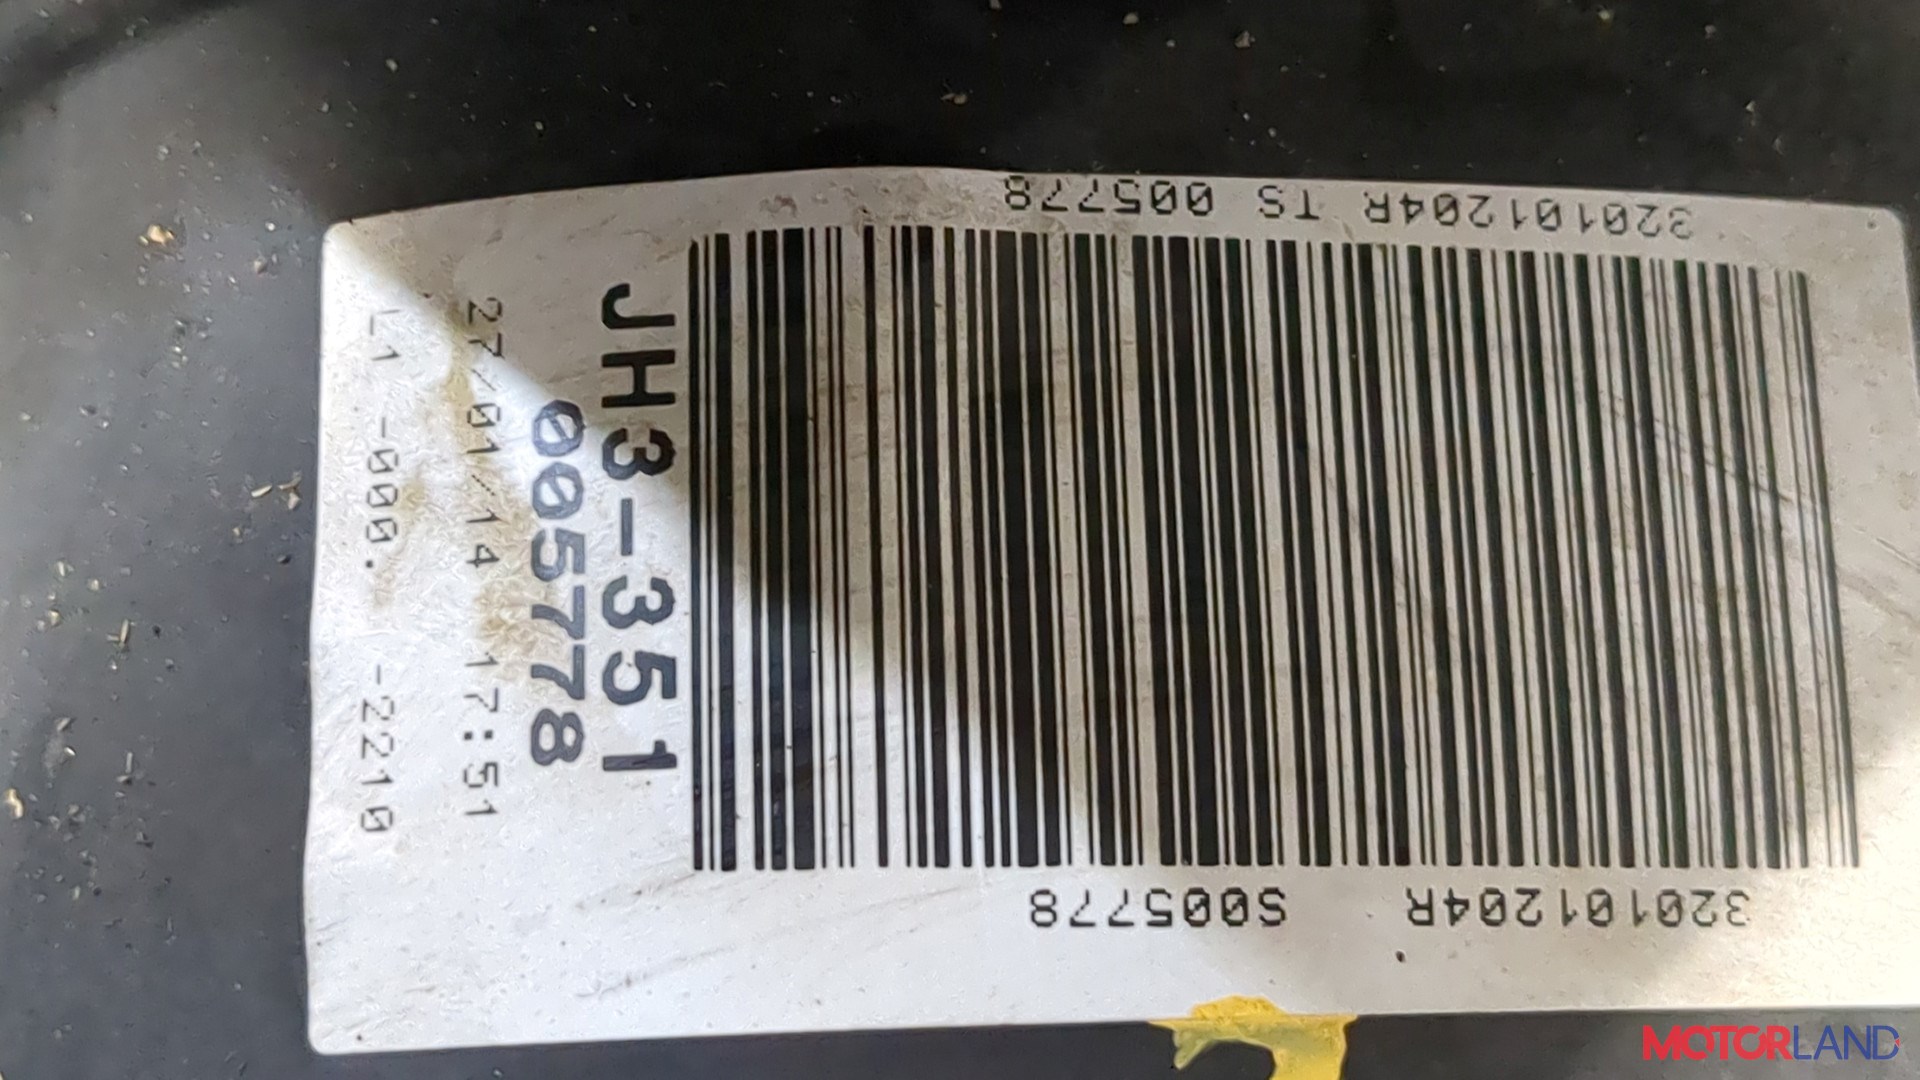 320101204R TS 005778
320101204R S005778
JH3-351
005778
27/01/14 17:51
L1 -000. -2210
MOTORLAND